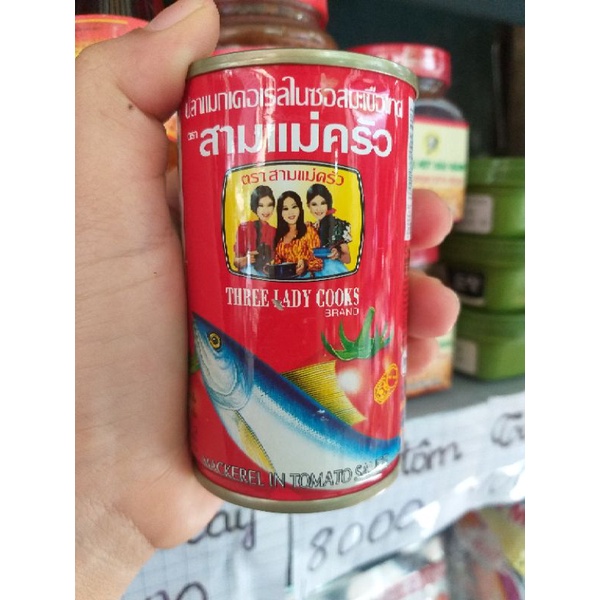 ปลาแมกเคอเรลในซอสมะเขือเทศ
ตรา สามแม่ครัว
ตราสามแม่ครัว
THREE LADY COOKS
BRAND
MACKEREL IN TOMATO SAUCE
tôm
8000